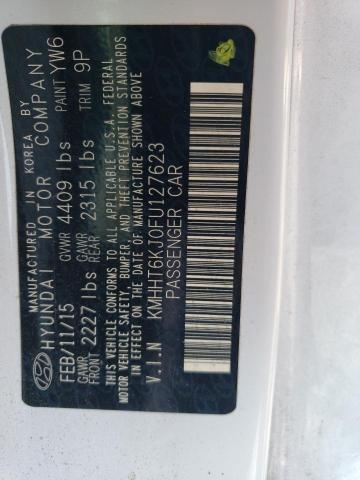 MANUFACTURED IN KOREA BY
HYUNDAI MOTOR COMPANY
FEB/11/15 GVWR 4409 lbs PAINT YW6
GAWR FRONT 2227 lbs GAWR REAR 2315 lbs TRIM 9P
THIS VEHICLE CONFORMS TO ALL APPLICABLE U.S.A. FEDERAL
MOTOR VEHICLE SAFETY, BUMPER, AND THEFT PREVENTION STANDARDS
IN EFFECT ON THE DATE OF MANUFACTURE SHOWN ABOVE
V.I.N KMHHT6KJ0FU127623
PASSENGER CAR